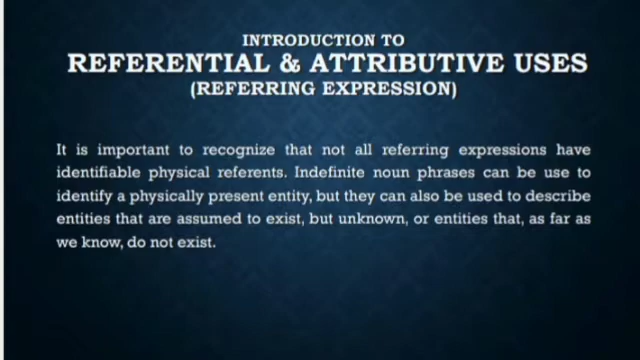 INTRODUCTION TO
REFERENTIAL & ATTRIBUTIVE USES
(REFERRING EXPRESSION)
It is important to recognize that not all referring expressions have
identifiable physical referents. Indefinite noun phrases can be use to
identify a physically present entity, but they can also be used to describe
entities that are assumed to exist, but unknown, or entities that, as far as
we know, do not exist.